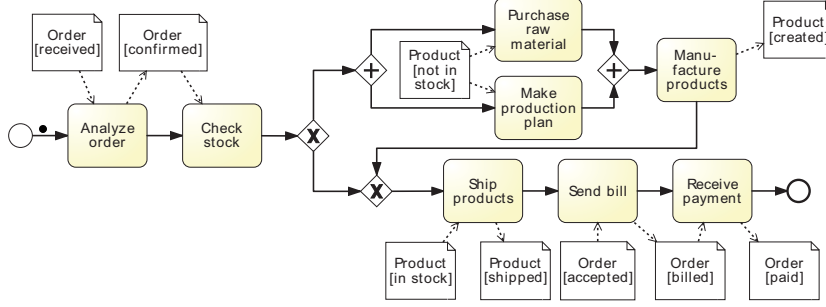 Order
[received]
Order
[confirmed]
Analyze
order
Check
stock
Product
[not in
stock]
Purchase
raw
material
Make
production
plan
Manu-
facture
products
Product
[created]
Ship
products
Send bill
Receive
payment
Product
[in stock]
Product
[shipped]
Order
[accepted]
Order
[billed]
Order
[paid]